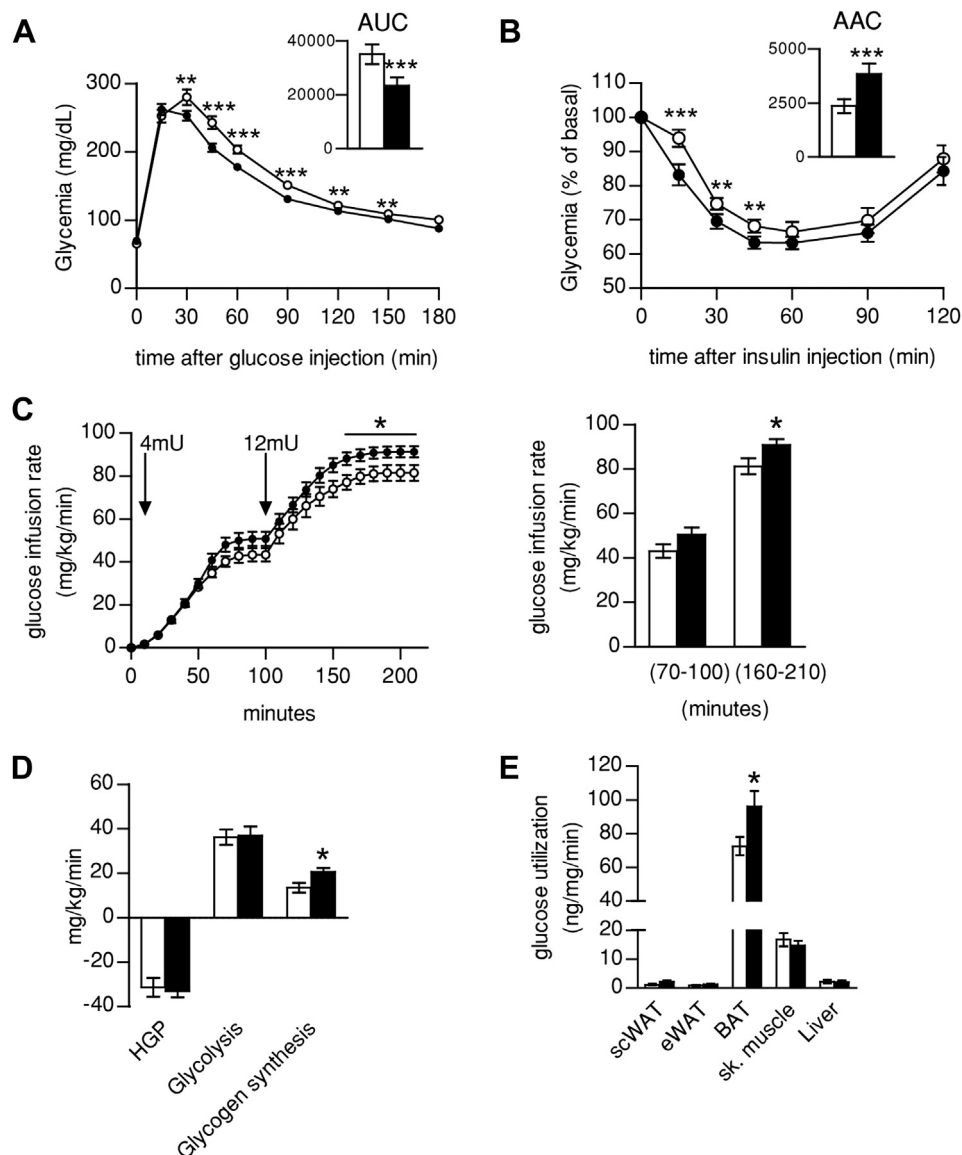 A
AUC
40000
20000
0
***
300
200
100
0
Glycemia (mg/dL)
**
***
***
***
**
**
0
30
60
90
120
150
180
time after glucose injection (min)
B
AAC
5000
2500
0
***
110
100
90
80
70
60
50
Glycemia (% of basal)
***
**
**
0
30
60
90
120
time after insulin injection (min)
C
100
80
60
40
20
0
glucose infusion rate
(mg/kg/min)
4mU
12mU
*
0
50
100
150
200
minutes
100
80
60
40
20
0
glucose infusion rate
(mg/kg/min)
*
(70-100) (160-210)
(minutes)
D
60
40
20
0
-20
-40
mg/kg/min
*
HGP
Glycolysis
Glycogen synthesis
E
120
100
80
60
40
20
10
0
glucose utilization
(ng/mg/min)
*
scWAT
eWAT
BAT
sk. muscle
Liver